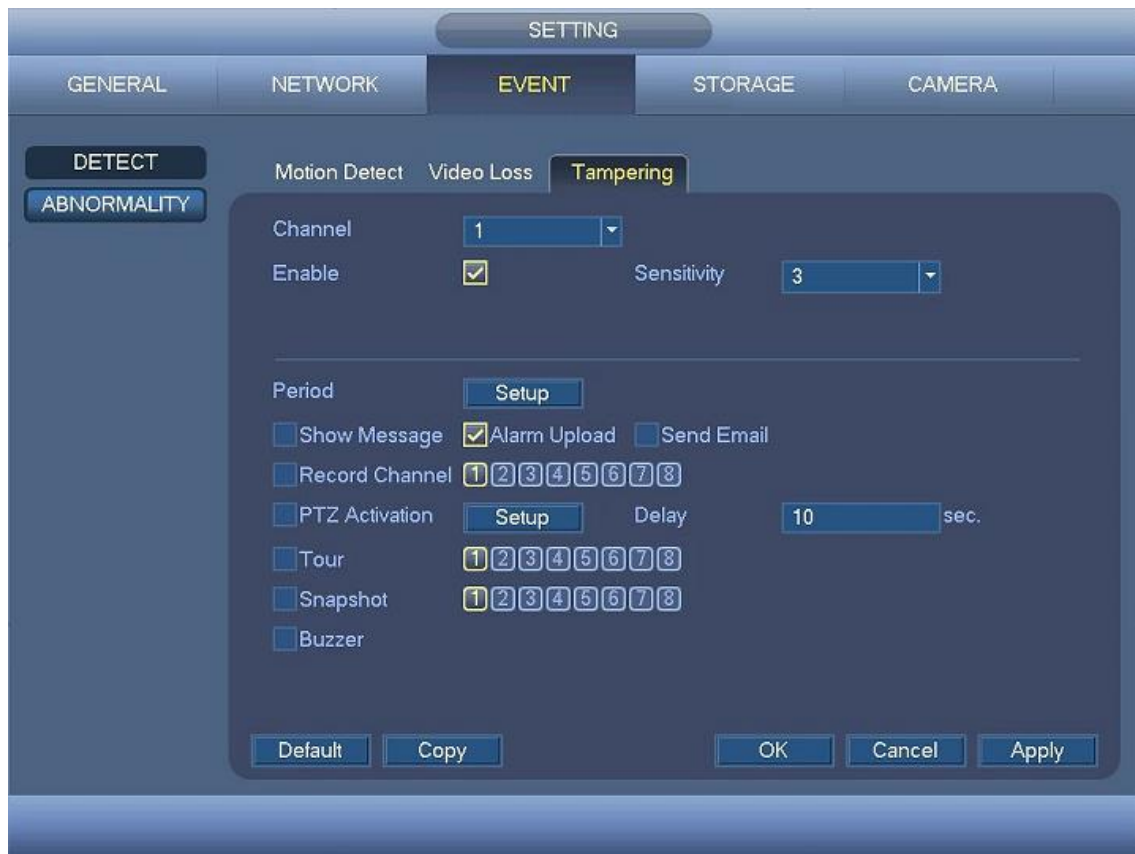 SETTING
GENERAL NETWORK EVENT STORAGE CAMERA
DETECT
ABNORMALITY
Motion Detect Video Loss Tampering
Channel 1
Enable Sensitivity 3
Period Setup
Show Message Alarm Upload Send Email
Record Channel 1 2 3 4 5 6 7 8
PTZ Activation Setup Delay 10 sec.
Tour 1 2 3 4 5 6 7 8
Snapshot 1 2 3 4 5 6 7 8
Buzzer
Default Copy OK Cancel Apply